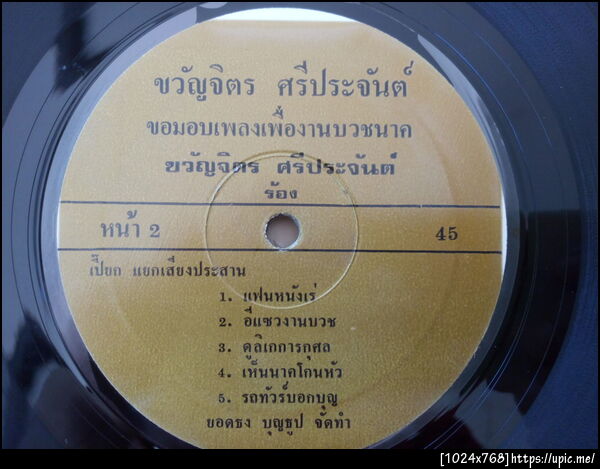 ขวัญจิตร ศรีประจันต์
ขอมอบเพลงเพื่องานบวชนาค
ขวัญจิตร ศรีประจันต์
ร้อง
หน้า 2 45
เปี๊ยก แยกเสียงประสาน
1. แฟนหนังเร่
2. อีแซวงานบวช
3. ดูลิเกการกุศล
4. เห็นนาคโกนหัว
5. รถทัวร์บอกบุญ
ยอดธง บุญธูป จัดทำ
[1024x768]https://upic.me/